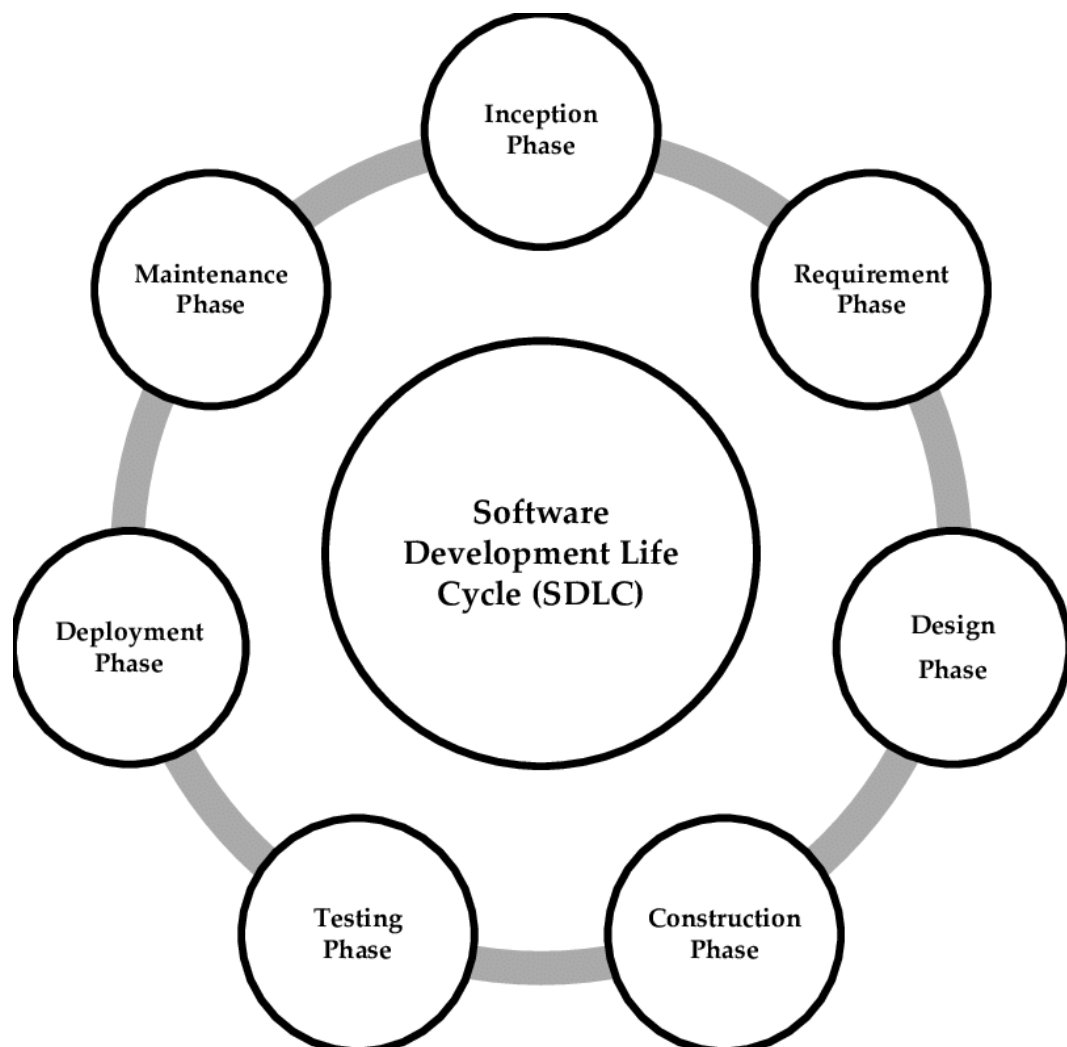 Inception
Phase
Requirement
Phase
Design
Phase
Construction
Phase
Testing
Phase
Deployment
Phase
Maintenance
Phase
Software
Development Life
Cycle (SDLC)